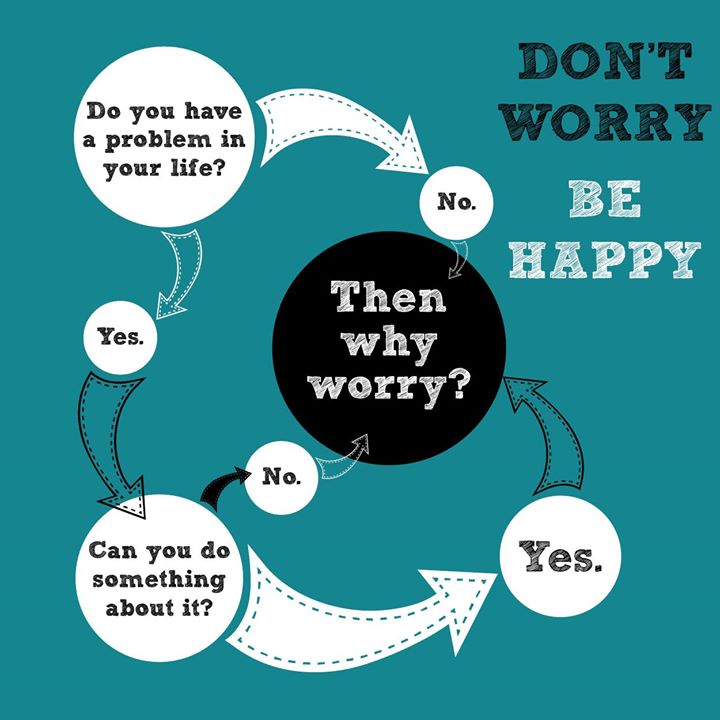 DON'T
WORRY
BE
HAPPY
Do you have
a problem in
your life?
No.
Then
why
worry?
Yes.
No.
Can you do
something
about it?
Yes.